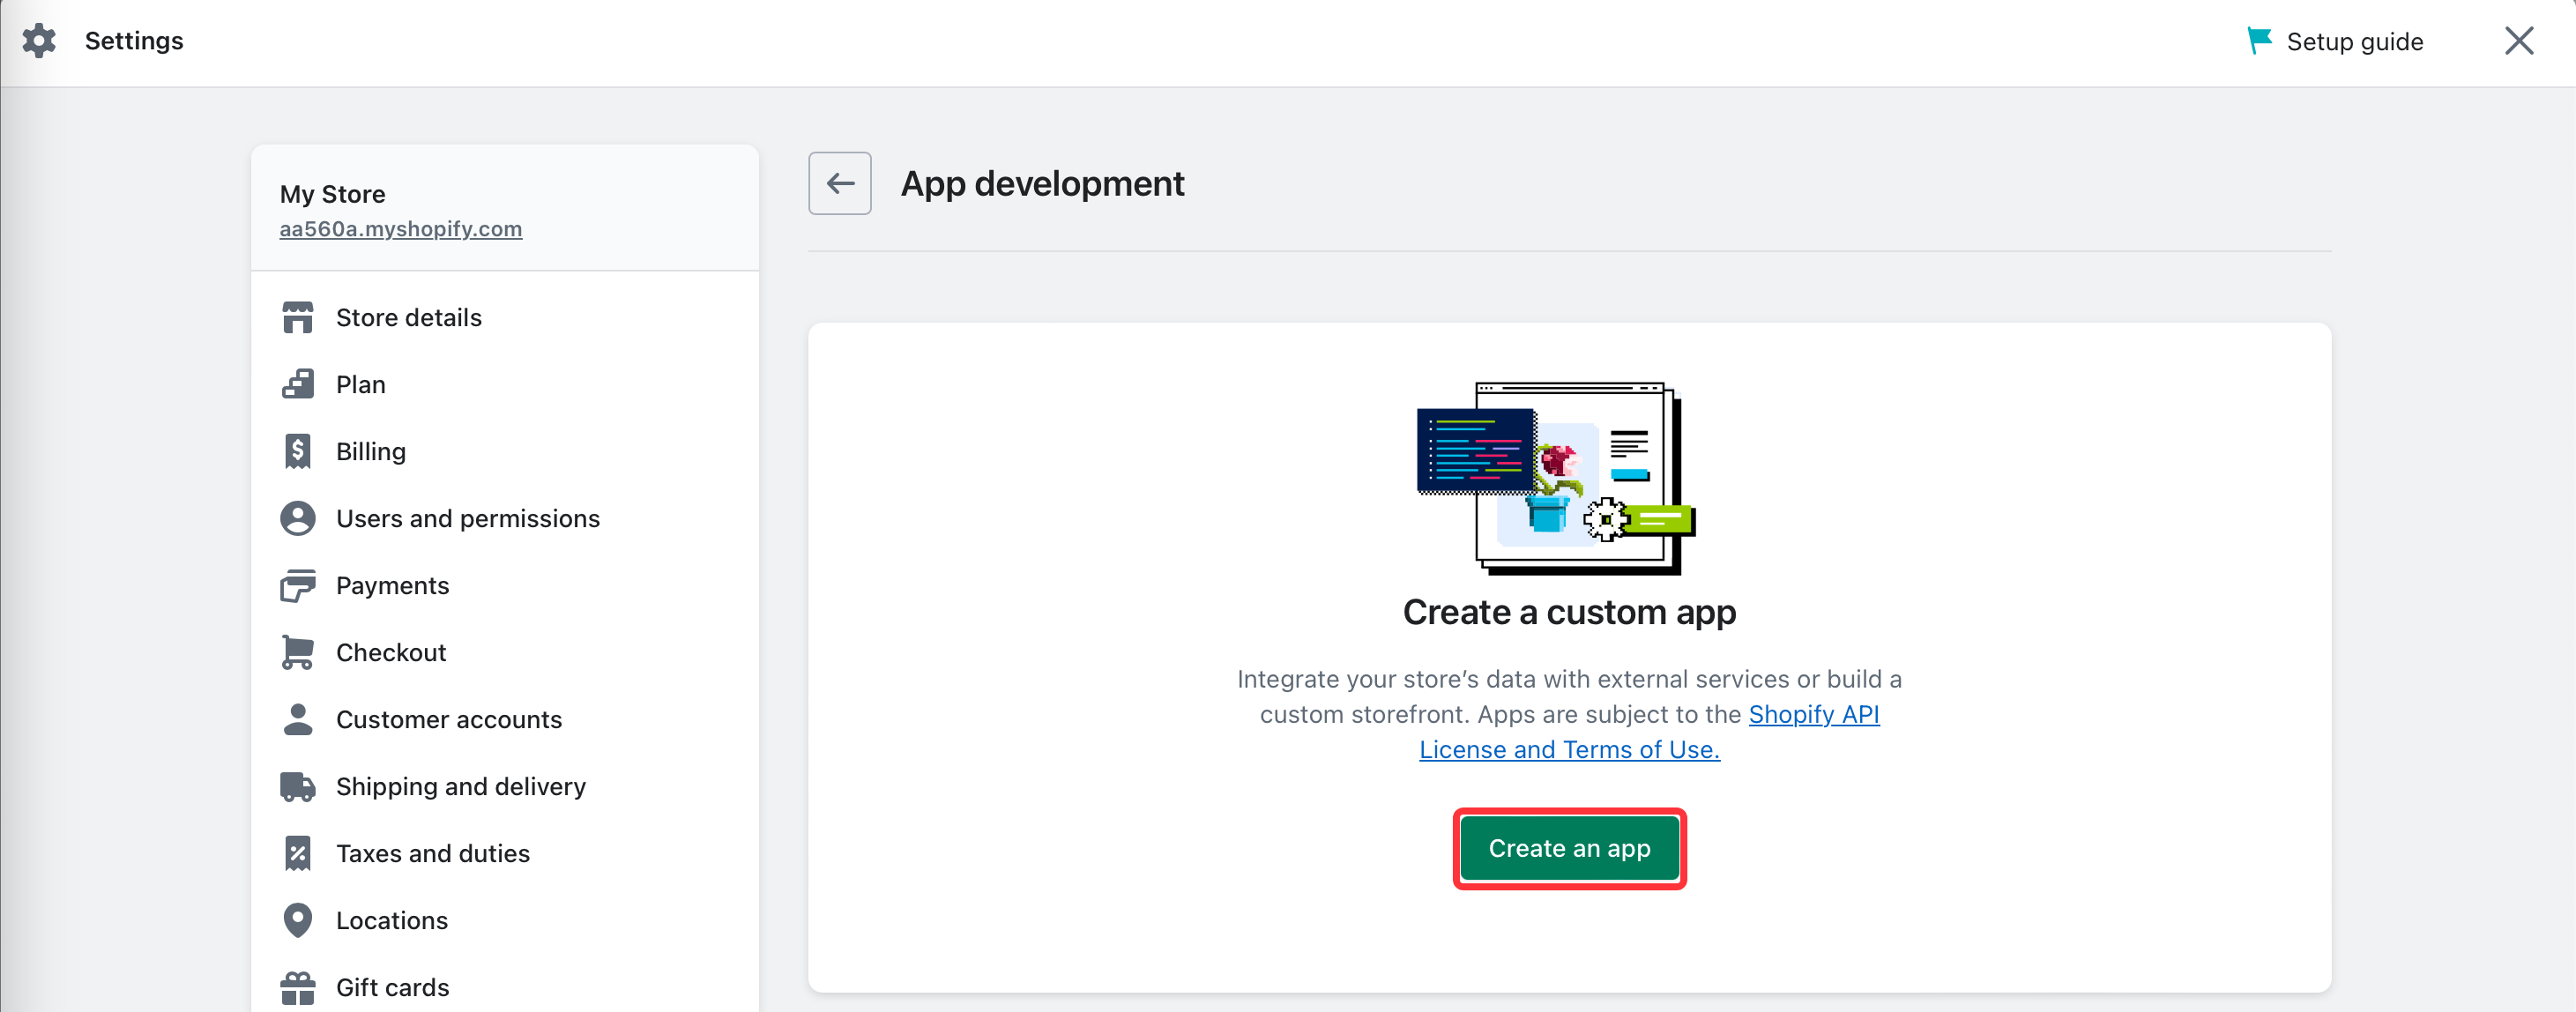 Settings
Setup guide
My Store
aa560a.myshopify.com
Store details
Plan
Billing
Users and permissions
Payments
Checkout
Customer accounts
Shipping and delivery
Taxes and duties
Locations
Gift cards
App development
Create a custom app
Integrate your store’s data with external services or build a
custom storefront. Apps are subject to the Shopify API
License and Terms of Use.
Create an app